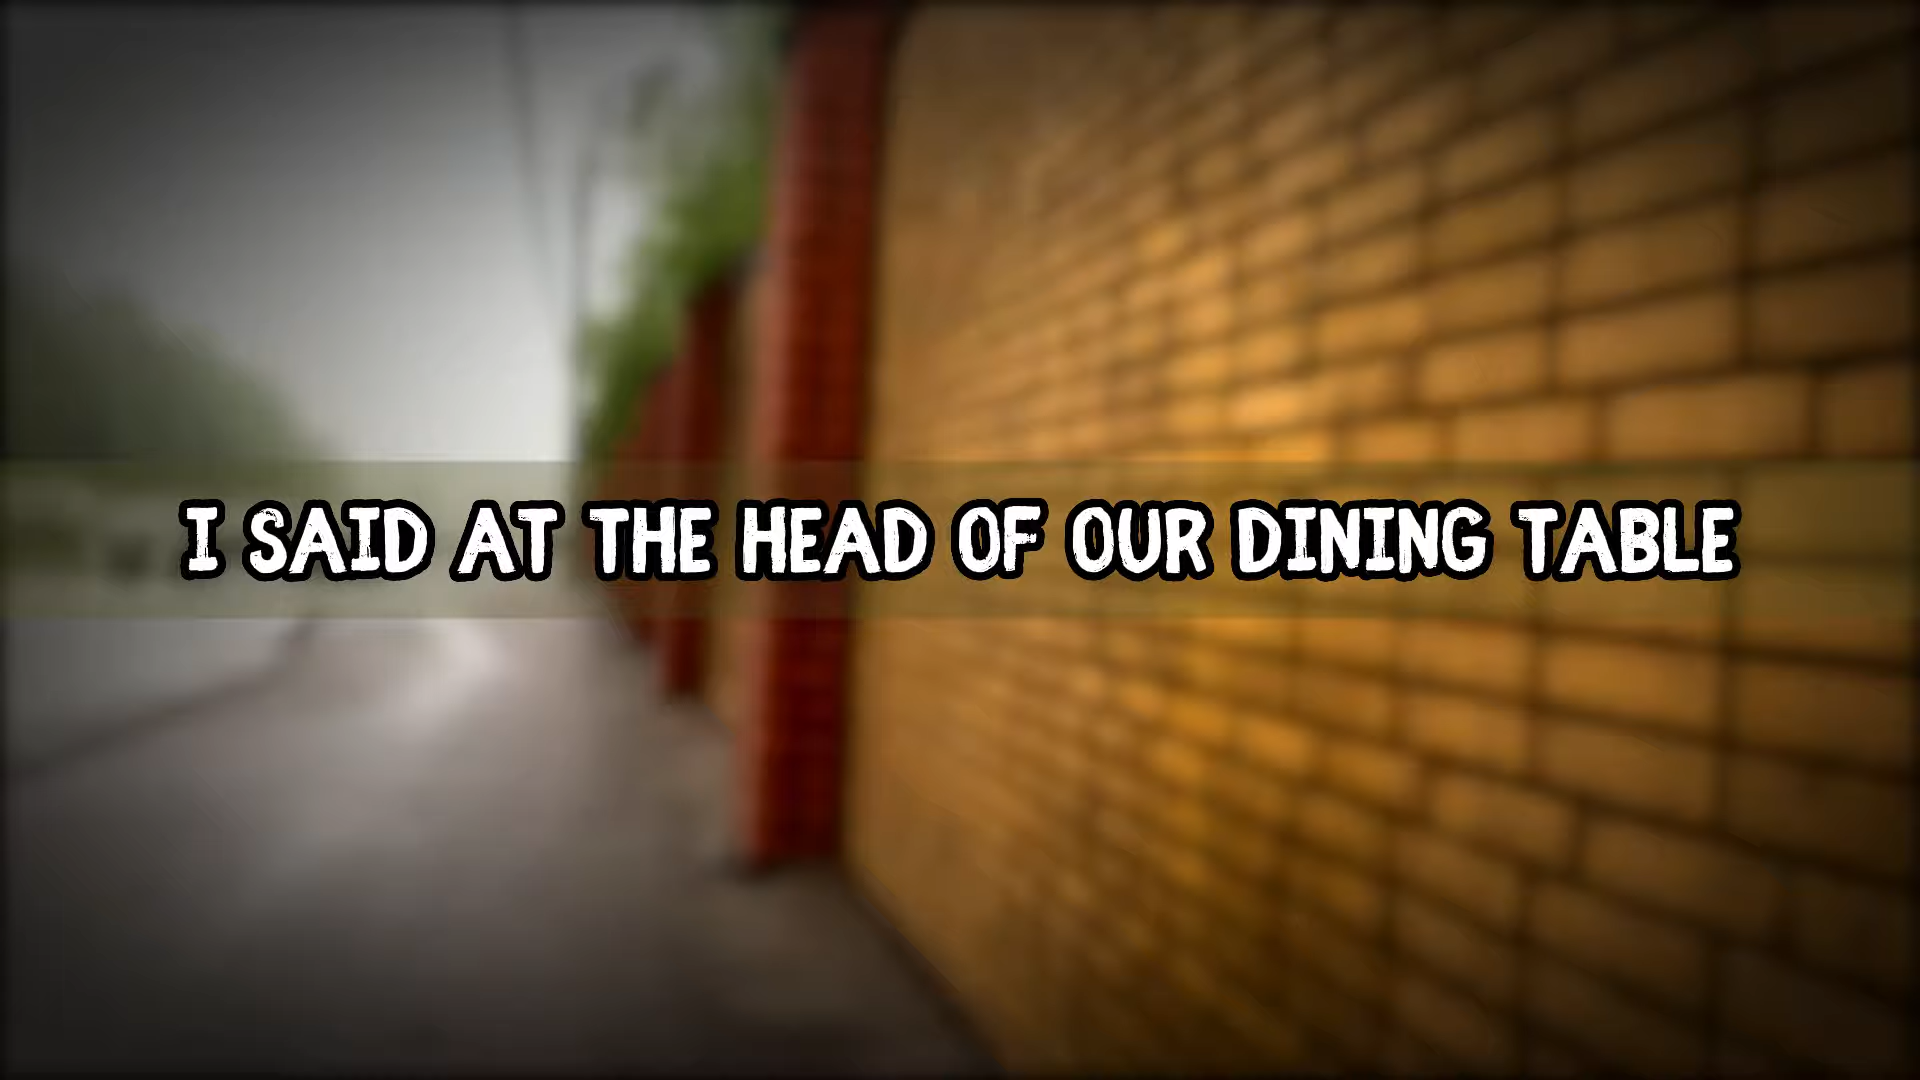 I SAID AT THE HEAD OF OUR DINING TABLE